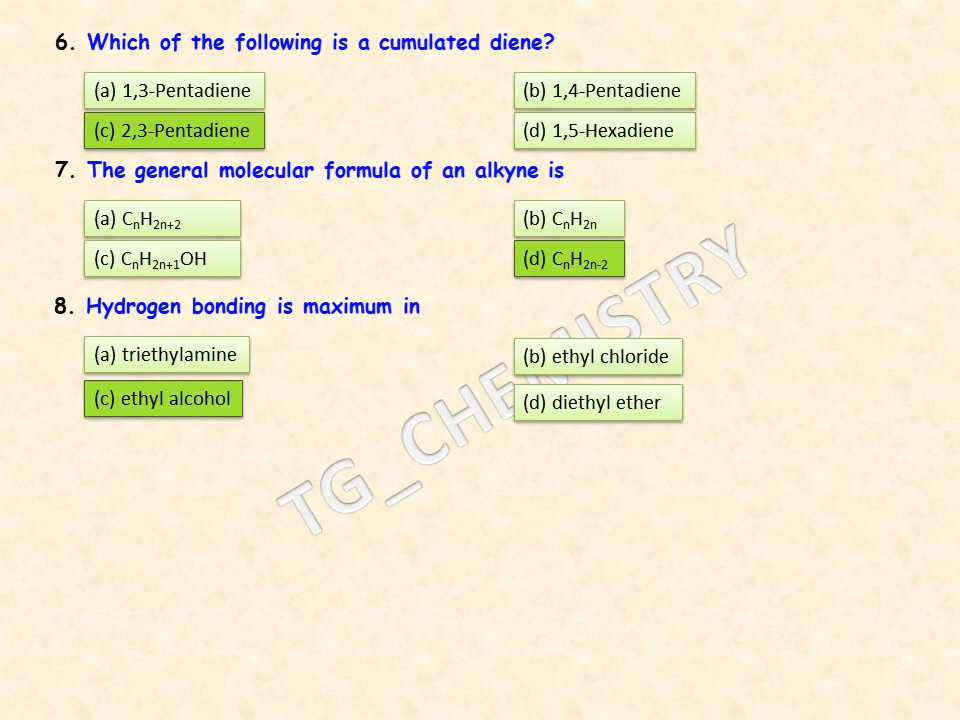 6. Which of the following is a cumulated diene?
(a) 1,3-Pentadiene (b) 1,4-Pentadiene
(c) 2,3-Pentadiene (d) 1,5-Hexadiene
7. The general molecular formula of an alkyne is
(a) CnH2n+2 (b) CnH2n
(c) CnH2n+1OH (d) CnH2n-2
8. Hydrogen bonding is maximum in
(a) triethylamine (b) ethyl chloride
(c) ethyl alcohol (d) diethyl ether
TG_CHEMISTRY